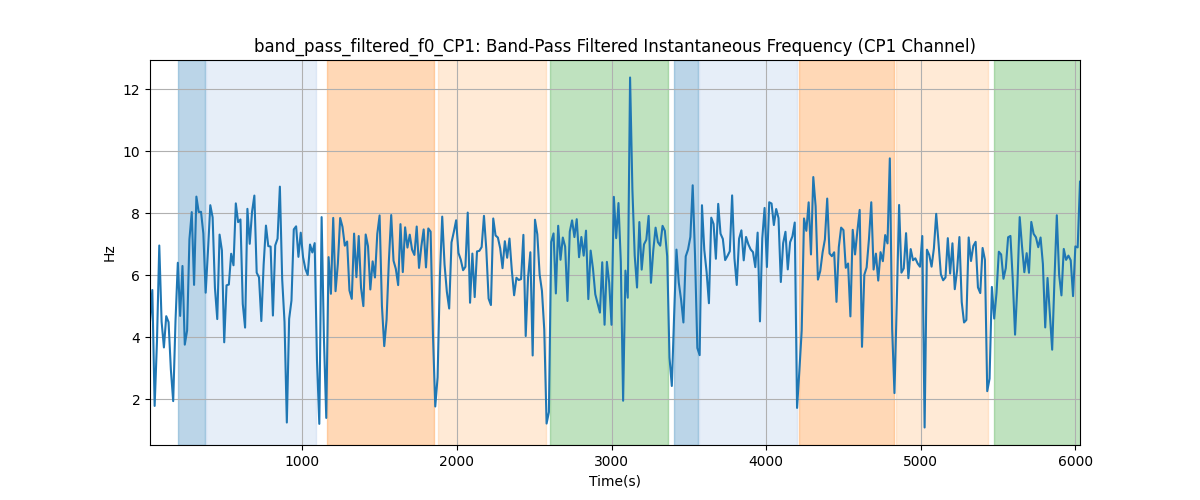 band_pass_filtered_f0_CP1: Band-Pass Filtered Instantaneous Frequency (CP1 Channel)
12
10
8
6
4
2
Hz
1000 2000 3000 4000 5000 6000
Time(s)